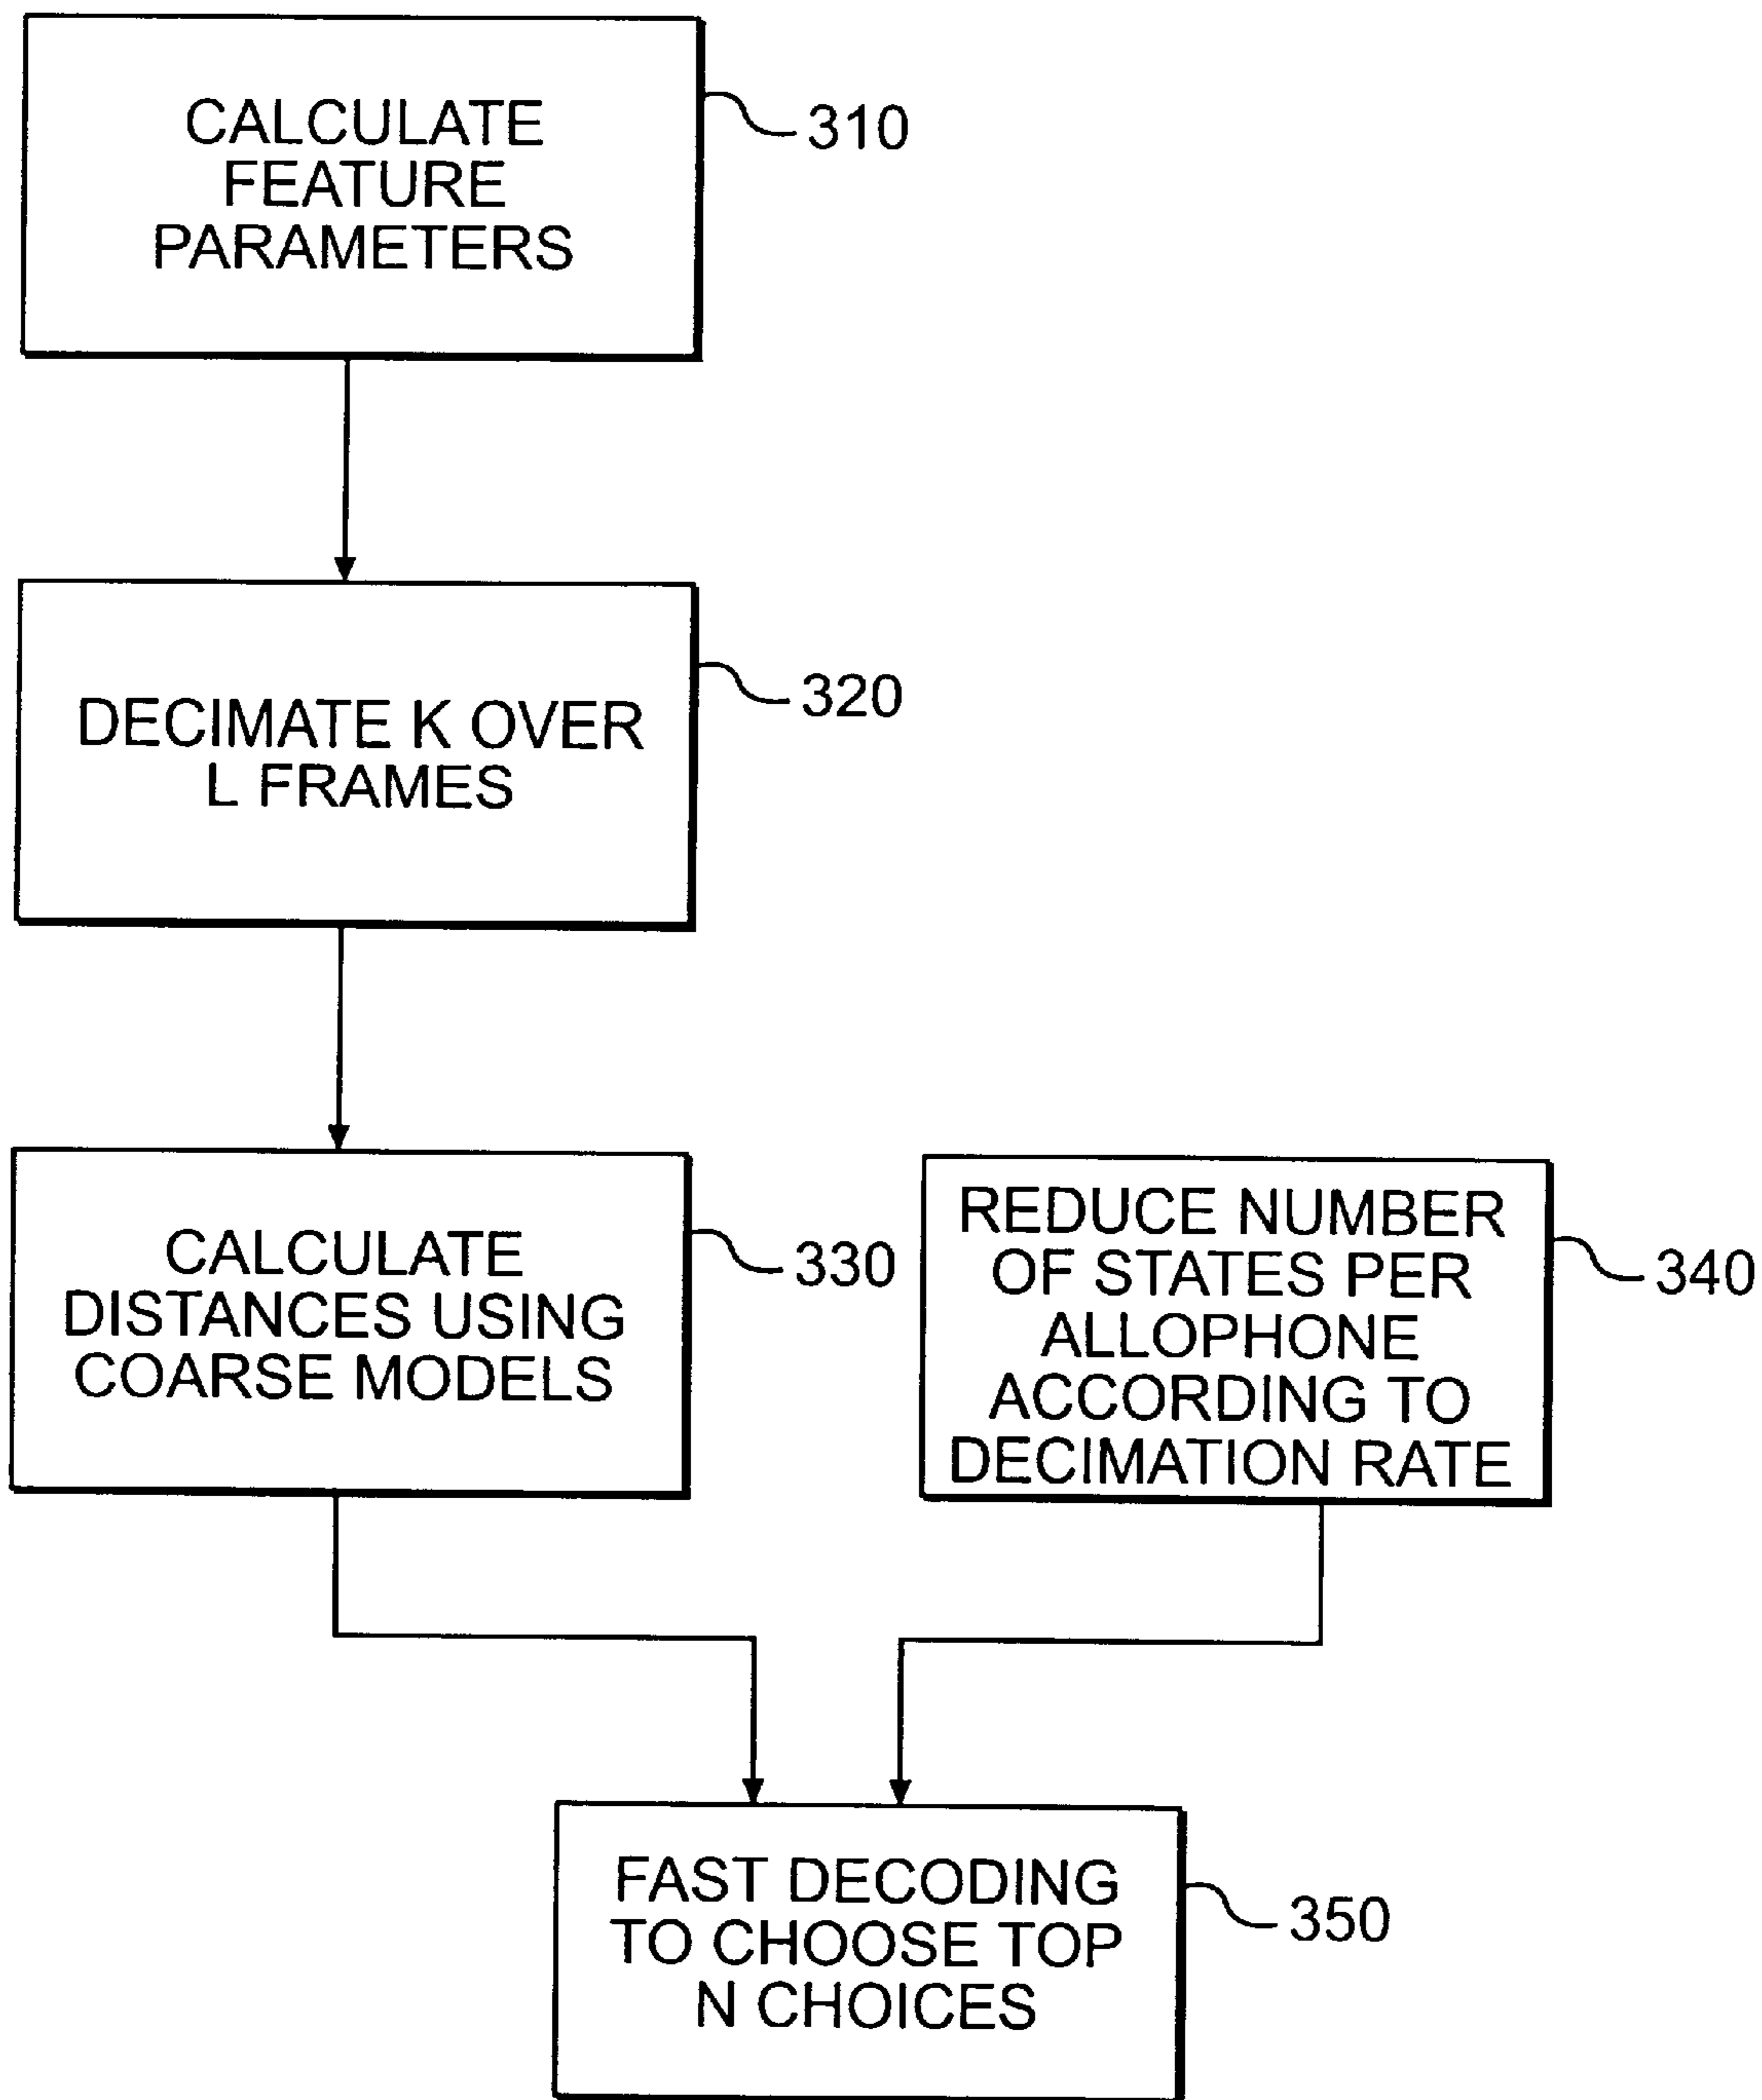 CALCULATE
FEATURE
PARAMETERS
310
DECIMATE K OVER
L FRAMES
320
CALCULATE
DISTANCES USING
COARSE MODELS
330
REDUCE NUMBER
OF STATES PER
ALLOPHONE
ACCORDING TO
DECIMATION RATE
340
FAST DECODING
TO CHOOSE TOP
N CHOICES
350